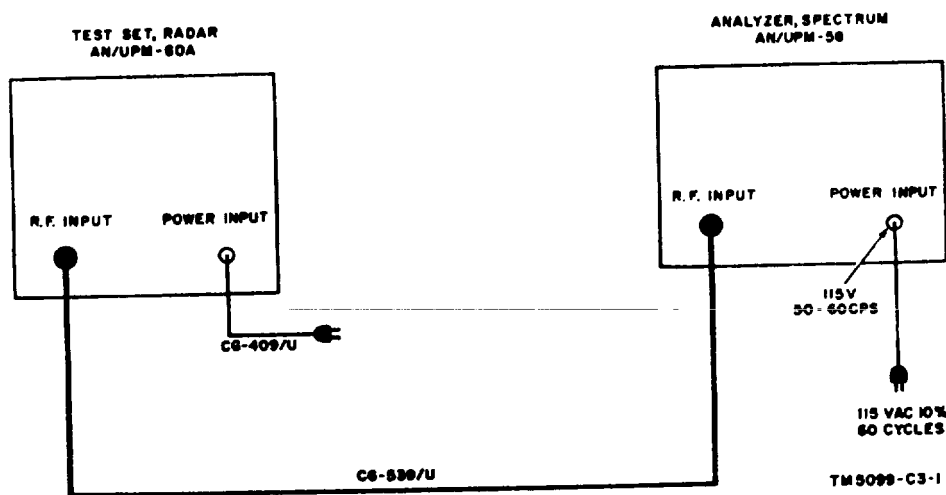 TEST SET, RADAR
AN/UPM-60A
R.F. INPUT
POWER INPUT
CG-409/U
ANALYZER, SPECTRUM
AN/UPM-58
R.F. INPUT
POWER INPUT
115V
50-60CPS
115 VAC 10%
60 CYCLES
CG-530/U
TM5099-C3-1